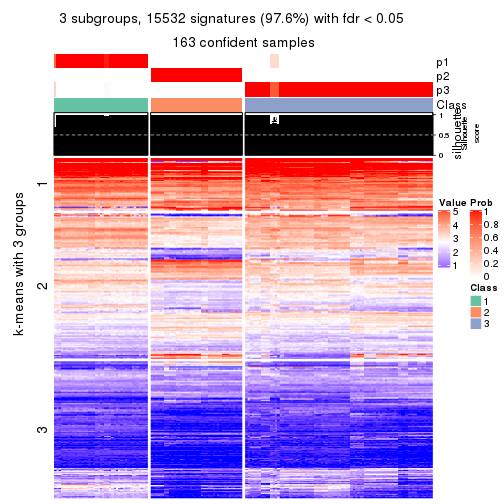 3 subgroups, 15532 signatures (97.6%) with fdr < 0.05
163 confident samples
p1
p2
p3
Class
1
0.5
0
silhouette
Silhouette
score
k-means with 3 groups
1
2
3
Value
5
4
3
2
1
Prob
1
0.8
0.6
0.4
0.2
0
Class
1
2
3